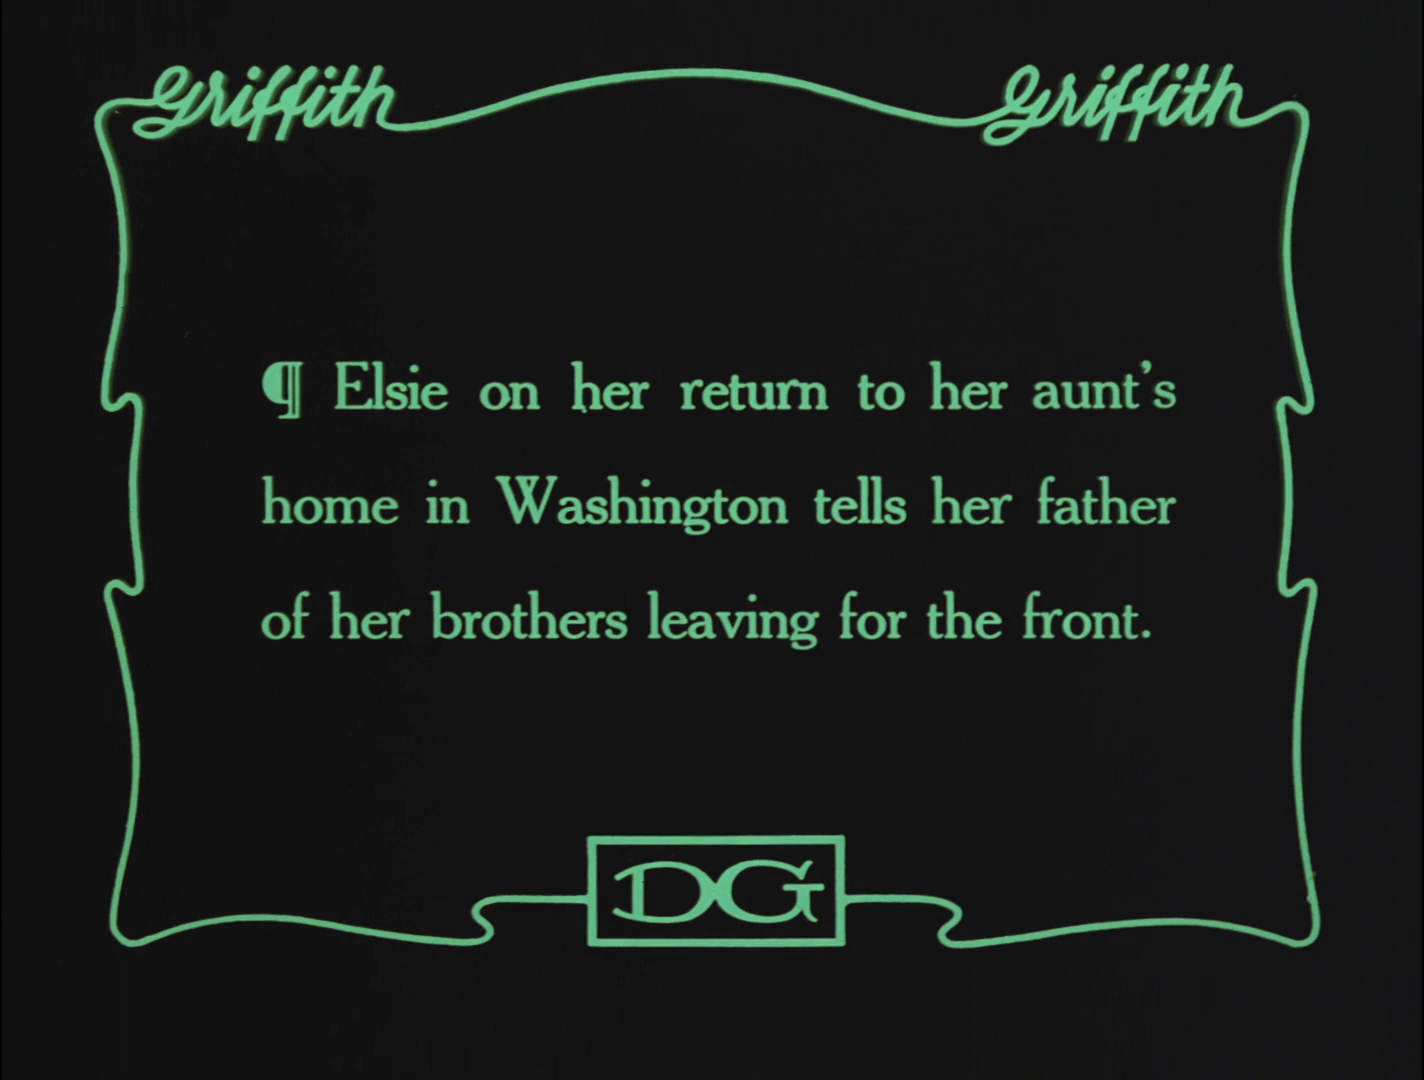 Griffith Griffith
¶ Elsie on her return to her aunt's
home in Washington tells her father
of her brothers leaving for the front.
DG